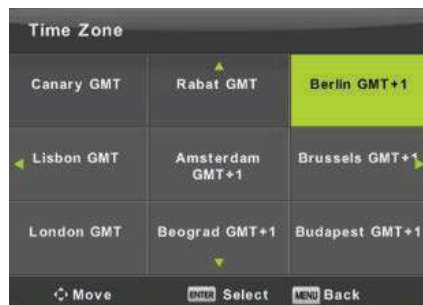 Time Zone
Canary GMT
Rabat GMT
Berlin GMT+1
Lisbon GMT
Amsterdam
GMT+1
Brussels GMT+1
London GMT
Beograd GMT+1
Budapest GMT+1
Move
ENTER Select
MENU Back